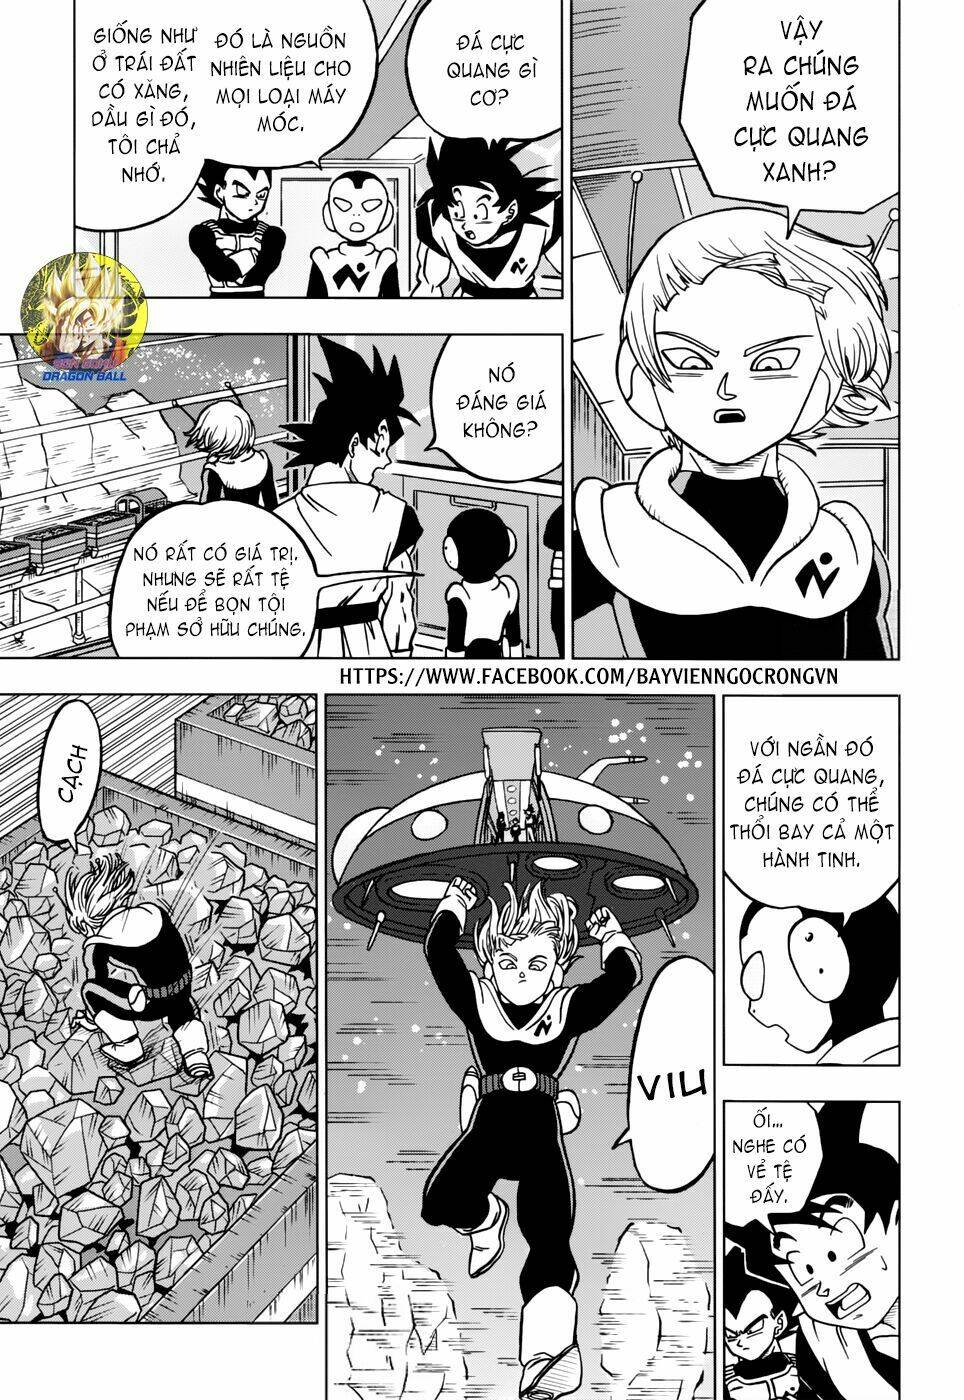 VẬY
RA CHÚNG
MUỐN ĐÁ
CỰC QUANG
XANH?
ĐÁ CỰC
QUANG GÌ
CƠ?
ĐÓ LÀ NGUỒN
NHIÊN LIỆU CHO
MỌI LOẠI MÁY
MÓC.
GIỐNG NHƯ
Ở TRÁI ĐẤT
CÓ XĂNG,
DẦU GÌ ĐÓ,
TÔI CHẢ
NHỚ.
DRAGON BALL
NÓ
ĐÁNG GIÁ
KHÔNG?
NÓ RẤT CÓ GIÁ TRỊ.
NHƯNG SẼ RẤT TỆ
NẾU ĐỂ BỌN TỘI
PHẠM SỞ HỮU CHÚNG.
HTTPS://WWW.FACEBOOK.COM/BAYVIENNGOCRONGVN
VỚI NGẦN ĐÓ
ĐÁ CỰC QUANG,
CHÚNG CÓ THỂ
THỔI BAY CẢ MỘT
HÀNH TINH.
ỐI...
NGHE CÓ
VẺ TỆ
ĐẤY.
VIU
CẠCH